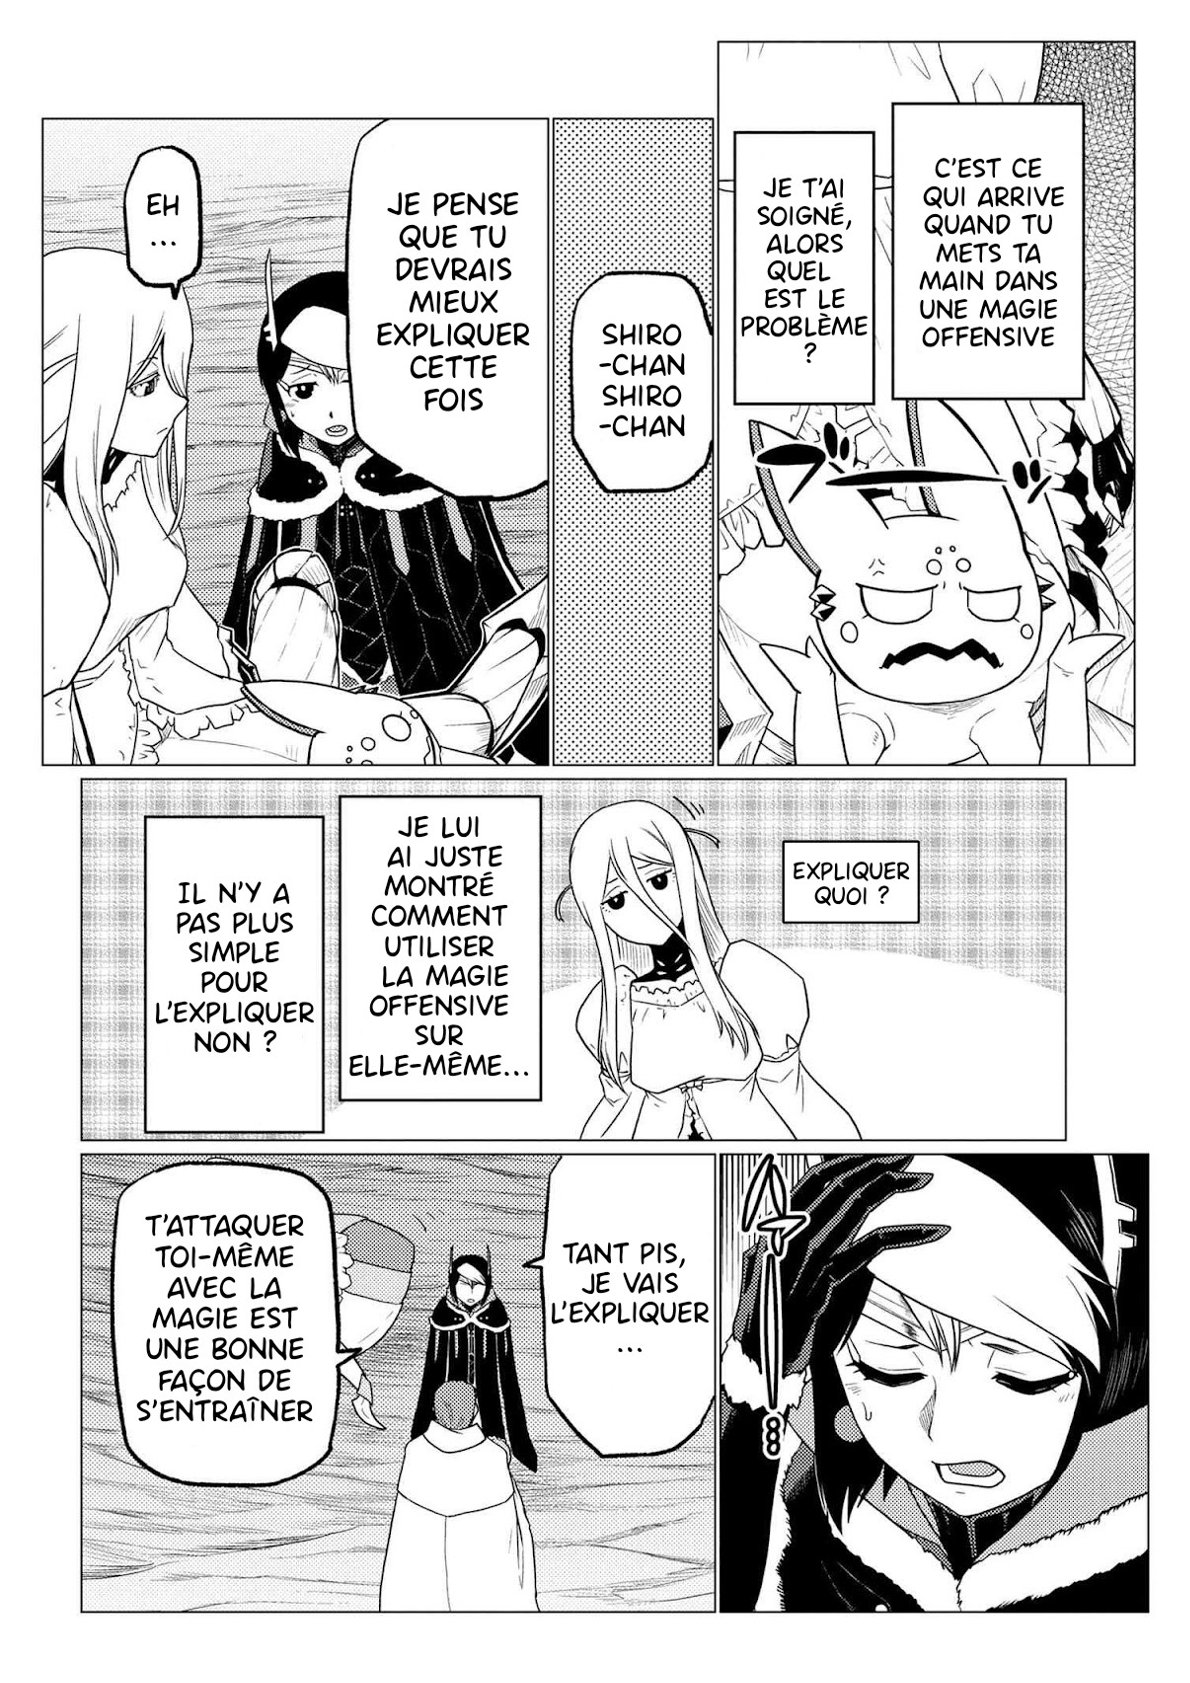 C'EST CE
QUI ARRIVE
QUAND TU
METS TA
MAIN DANS
UNE MAGIE
OFFENSIVE
JE T'AI
SOIGNÉ,
ALORS
QUEL
EST LE
PROBLÈME
?
SHIRO
-CHAN
SHIRO
-CHAN
JE PENSE
QUE TU
DEVRAIS
MIEUX
EXPLIQUER
CETTE
FOIS
EH
...
EXPLIQUER
QUOI ?
JE LUI
AI JUSTE
MONTRÉ
COMMENT
UTILISER
LA MAGIE
OFFENSIVE
SUR
ELLE-MÊME...
IL N'Y A
PAS PLUS
SIMPLE
POUR
L'EXPLIQUER
NON ?
TANT PIS,
JE VAIS
L'EXPLIQUER
...
T'ATTAQUER
TOI-MÊME
AVEC LA
MAGIE EST
UNE BONNE
FAÇON DE
S'ENTRAÎNER